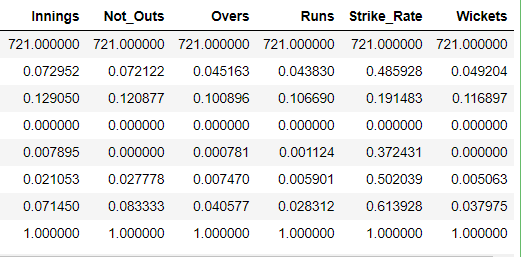 Innings Not_Outs Overs Runs Strike_Rate Wickets
721.000000 721.000000 721.000000 721.000000 721.000000 721.000000
0.072952 0.072122 0.045163 0.043830 0.485928 0.049204
0.129050 0.120877 0.100896 0.106690 0.191483 0.116897
0.000000 0.000000 0.000000 0.000000 0.000000 0.000000
0.007895 0.000000 0.000781 0.001124 0.372431 0.000000
0.021053 0.027778 0.007470 0.005901 0.502039 0.005063
0.071450 0.083333 0.040577 0.028312 0.613928 0.037975
1.000000 1.000000 1.000000 1.000000 1.000000 1.000000